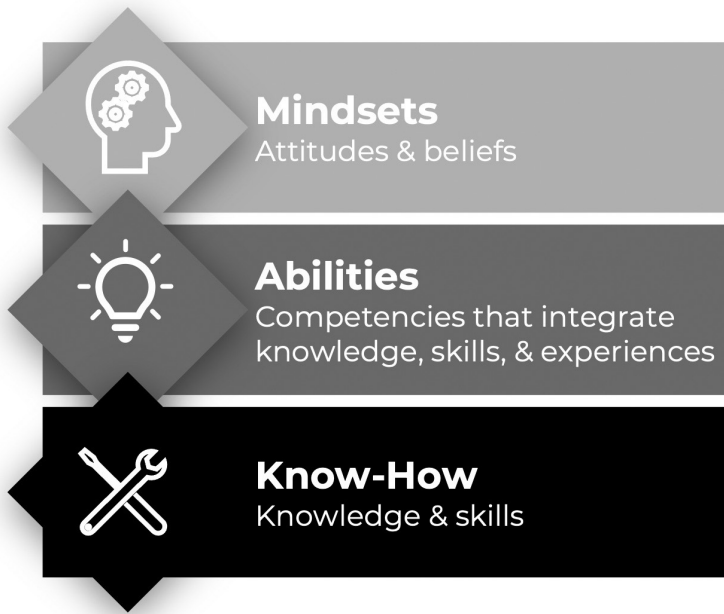 Mindsets
Attitudes & beliefs
Abilities
Competencies that integrate
knowledge, skills, & experiences
Know-How
Knowledge & skills